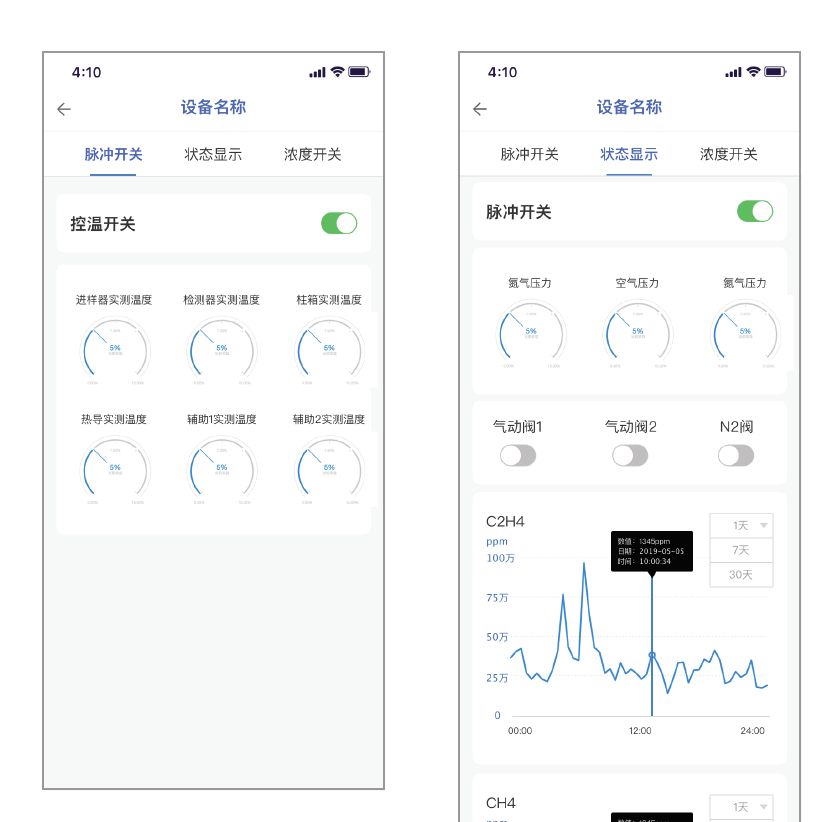 4:10
设备名称
脉冲开关 状态显示 浓度开关
控温开关
进样器实测温度 检测器实测温度 柱箱实测温度
5% 5% 5%
热导实测温度 辅助1实测温度 辅助2实测温度
5% 5% 5%
4:10
设备名称
脉冲开关 状态显示 浓度开关
脉冲开关
氮气压力 空气压力 氮气压力
5% 5% 5%
气动阀1 气动阀2 N2阀
C2H4
ppm
1天
7天
30天
数值: 1345ppm
日期: 2019-05-05
时间: 10:00:34
100万
75万
50万
25万
0
00:00 12:00 24:00
CH4
1天